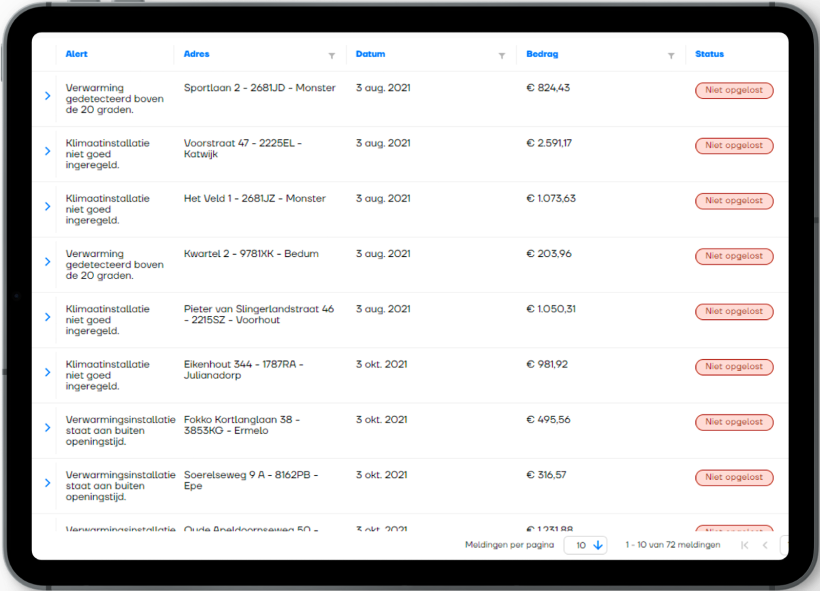 Alert Adres Datum Bedrag Status
Verwarming gedetecteerd boven de 20 graden. Sportlaan 2 - 2681JD - Monster 3 aug. 2021 € 824,43 Niet opgelost
Klimaatinstallatie niet goed ingeregeld. Voorstraat 47 - 2225EL - Katwijk 3 aug. 2021 € 2.591,17 Niet opgelost
Klimaatinstallatie niet goed ingeregeld. Het Veld 1 - 2681JZ - Monster 3 aug. 2021 € 1.073,63 Niet opgelost
Verwarming gedetecteerd boven de 20 graden. Kwartel 2 - 9781XK - Bedum 3 aug. 2021 € 203,96 Niet opgelost
Klimaatinstallatie niet goed ingeregeld. Pieter van Slingerlandstraat 46 - 2215SZ - Voorhout 3 aug. 2021 € 1.050,31 Niet opgelost
Klimaatinstallatie niet goed ingeregeld. Eikenhout 344 - 1787RA - Julianadorp 3 okt. 2021 € 981,92 Niet opgelost
Verwarmingsinstallatie staat aan buiten openingstijd. Fokko Kortlanglaan 38 - 3853KG - Ermelo 3 okt. 2021 € 495,56 Niet opgelost
Verwarmingsinstallatie staat aan buiten openingstijd. Soerelseweg 9 A - 8162PB - Epe 3 okt. 2021 € 316,57 Niet opgelost
Verwarmingsinstallatie Oude Apeldoornseweg 50 - 3 okt. 2021 € 1.231,88 Niet opgelost
Meldingen per pagina 10 1 - 10 van 72 meldingen